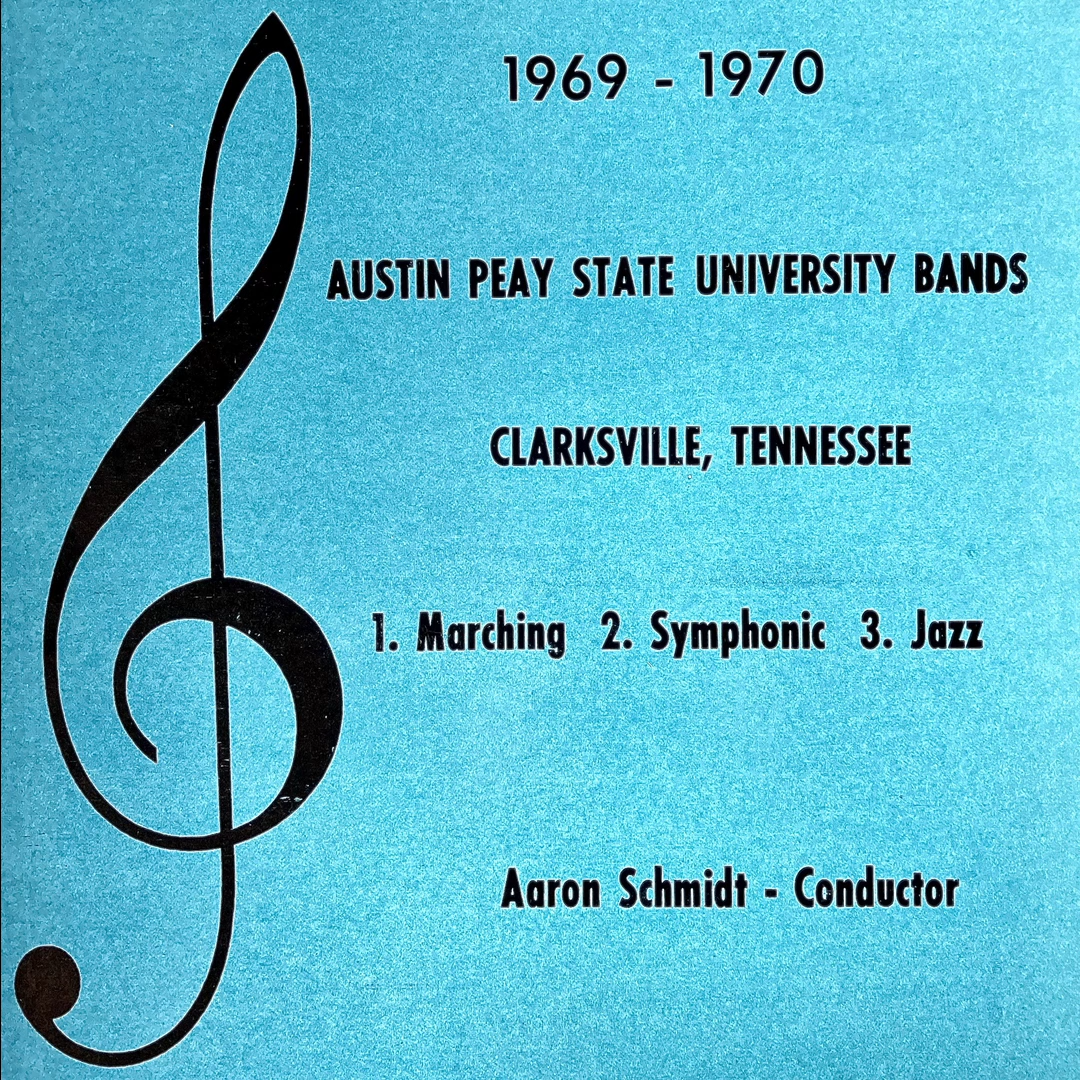 1969 - 1970
AUSTIN PEAY STATE UNIVERSITY BANDS
CLARKSVILLE, TENNESSEE
1. Marching 2. Symphonic 3. Jazz
Aaron Schmidt - Conductor